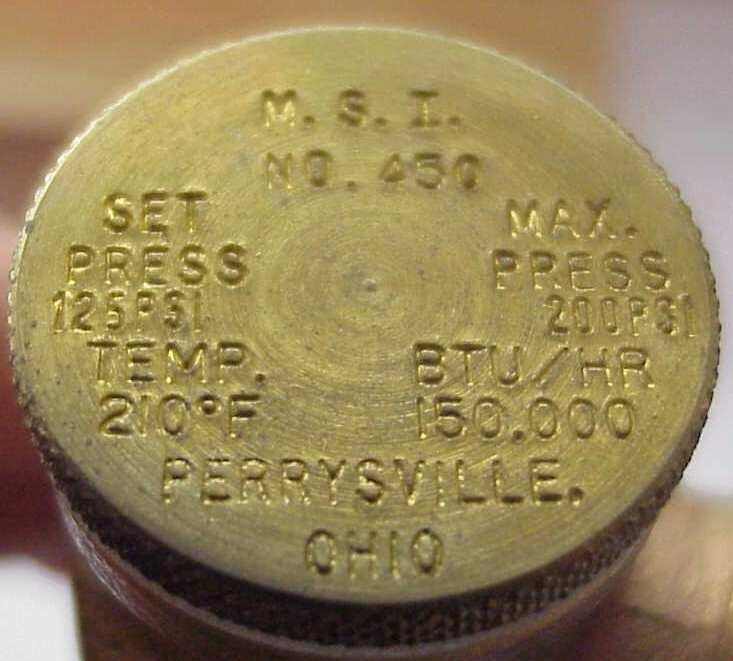 M. S. I.
NO. 450
SET
PRESS
125PSI
MAX.
PRESS
200PSI
TEMP.
210°F
BTU/HR
150.000
PERRYSVILLE.
OHIO